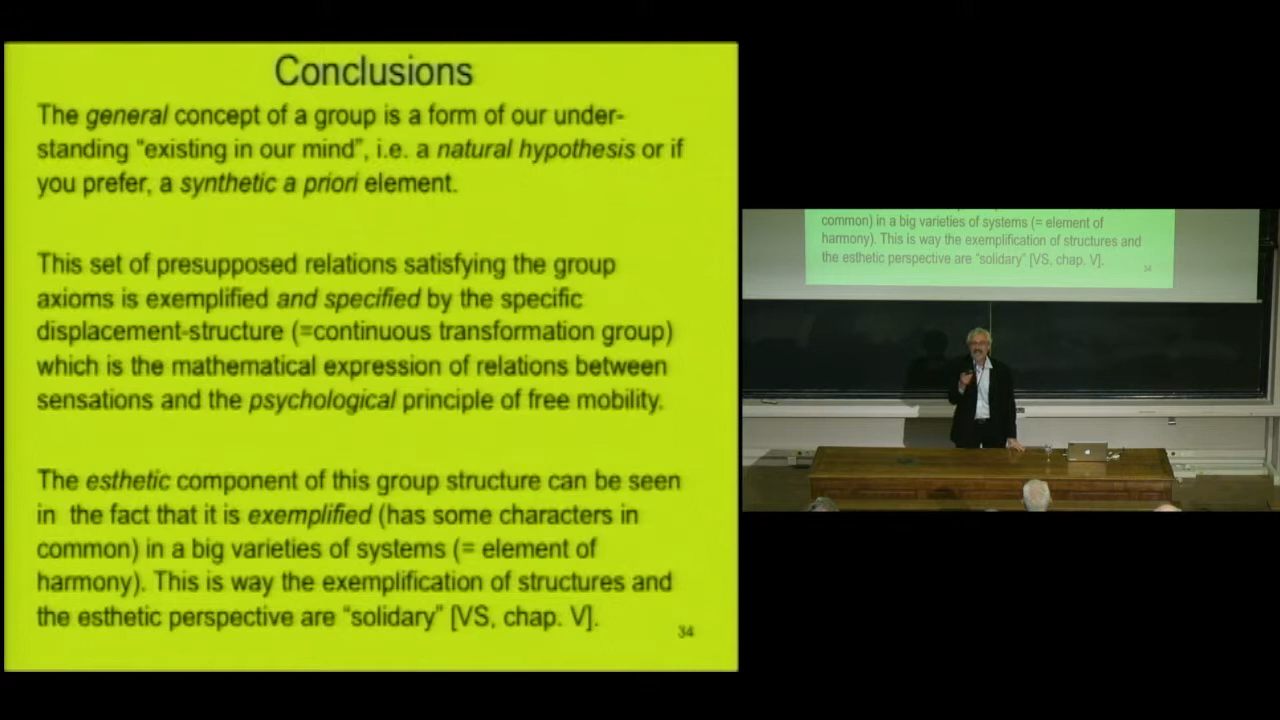 Conclusions
The general concept of a group is a form of our under-
standing “existing in our mind”, i.e. a natural hypothesis or if
you prefer, a synthetic a priori element.
This set of presupposed relations satisfying the group
axioms is exemplified and specified by the specific
displacement-structure (=continuous transformation group)
which is the mathematical expression of relations between
sensations and the psychological principle of free mobility.
The esthetic component of this group structure can be seen
in the fact that it is exemplified (has some characters in
common) in a big varieties of systems (= element of
harmony). This is way the exemplification of structures and
the esthetic perspective are “solidary” [VS, chap. V].
34
common) in a big varieties of systems (= element of
harmony). This is way the exemplification of structures and
the esthetic perspective are “solidary” [VS, chap. V].
34